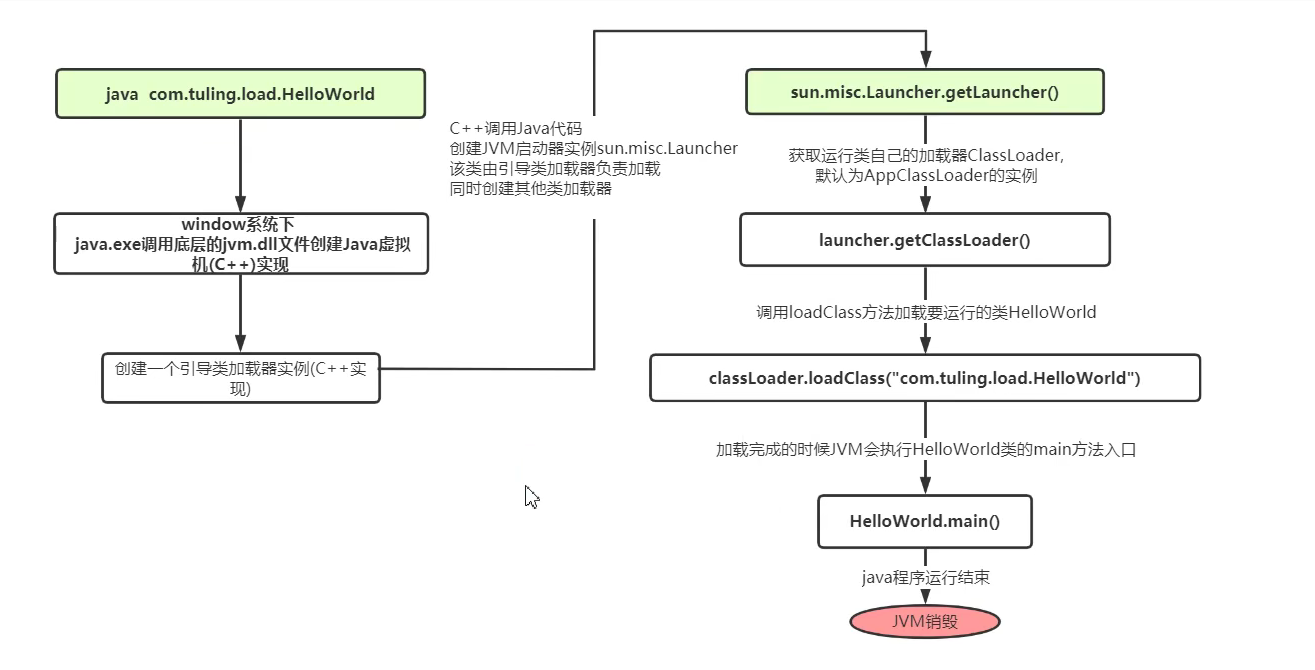 java com.tuling.load.HelloWorld
window系统下
java.exe调用底层的jvm.dll文件创建Java虚拟
机(C++)实现
创建一个引导类加载器实例(C++实
现)
C++调用Java代码
创建JVM启动器实例sun.misc.Launcher
该类由引导类加载器负责加载
同时创建其他类加载器
sun.misc.Launcher.getLauncher()
获取运行类自己的加载器ClassLoader,
默认为AppClassLoader的实例
launcher.getClassLoader()
调用loadClass方法加载要运行的类HelloWorld
classLoader.loadClass("com.tuling.load.HelloWorld")
加载完成的时候JVM会执行HelloWorld类的main方法入口
HelloWorld.main()
java程序运行结束
JVM销毁